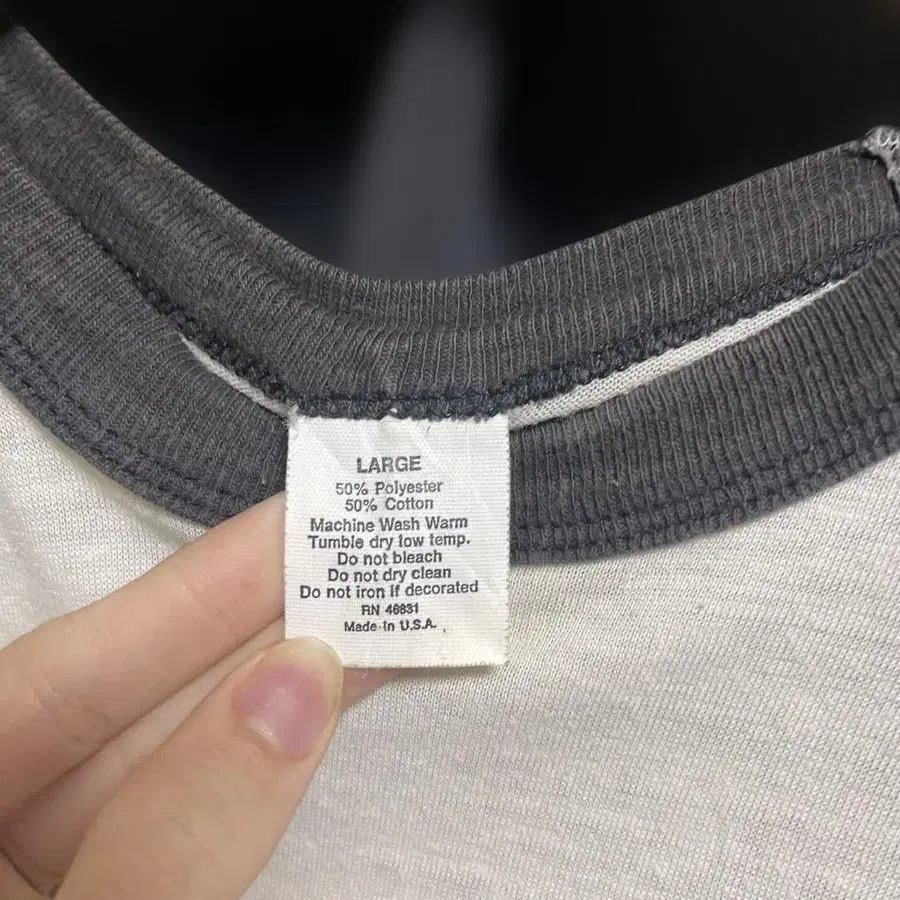 LARGE
50% Polyester
50% Cotton
Machine Wash Warm
Tumble dry low temp.
Do not bleach
Do not dry clean
Do not iron if decorated
RN 46831
Made in U.S.A.